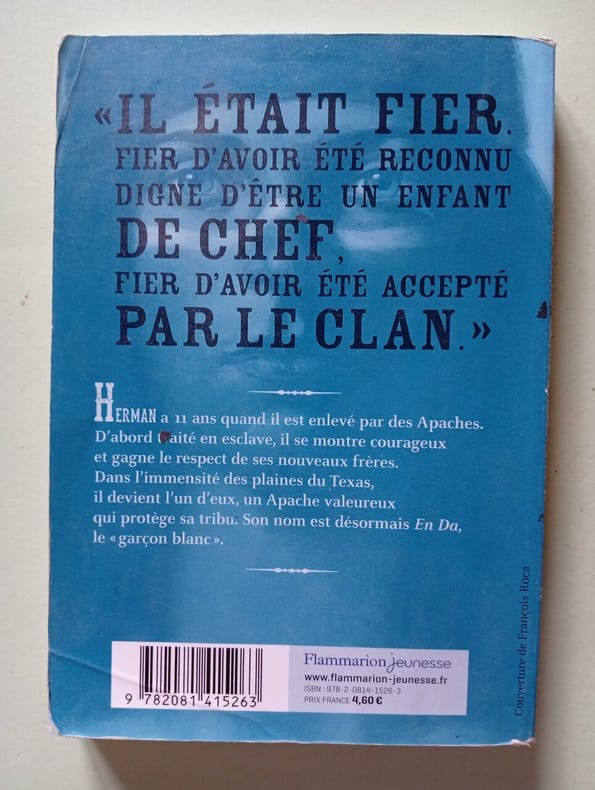 «IL ÉTAIT FIER.
FIER D'AVOIR ÉTÉ RECONNU
DIGNE D'ÊTRE UN ENFANT
DE CHEF,
FIER D'AVOIR ÉTÉ ACCEPTÉ
PAR LE CLAN.»
HERMAN a 11 ans quand il est enlevé par des Apaches.
D'abord traité en esclave, il se montre courageux
et gagne le respect de ses nouveaux frères.
Dans l'immensité des plaines du Texas,
il devient l'un d'eux, un Apache valeureux
qui protège sa tribu. Son nom est désormais En Da,
le «garçon blanc».
Flammarion jeunesse
www.flammarion-jeunesse.fr
ISBN : 978-2-0814-1526-3
PRIX FRANCE 4,60 €
9 782081 415263
Couverture de François Roca